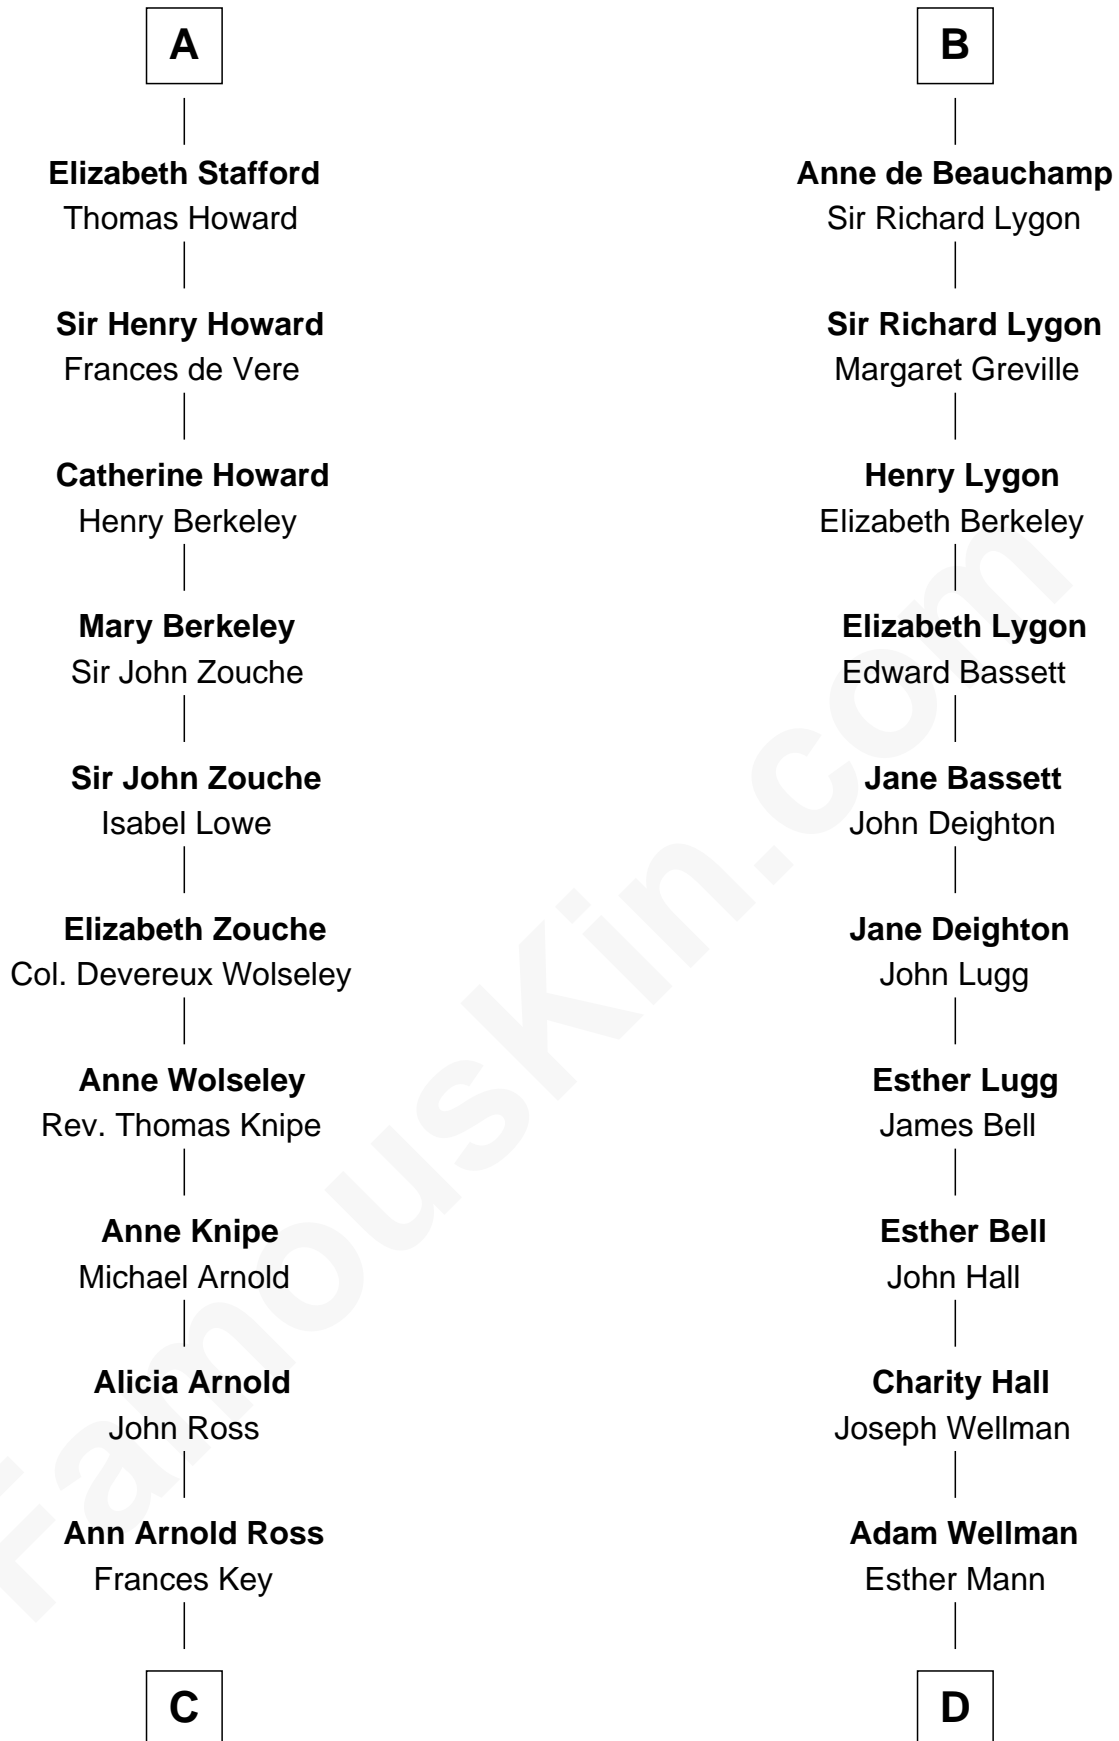 A
Elizabeth Stafford
Thomas Howard
Sir Henry Howard
Frances de Vere
Catherine Howard
Henry Berkeley
Mary Berkeley
Sir John Zouche
Sir John Zouche
Isabel Lowe
Elizabeth Zouche
Col. Devereux Wolseley
Anne Wolseley
Rev. Thomas Knipe
Anne Knipe
Michael Arnold
Alicia Arnold
John Ross
Ann Arnold Ross
Frances Key
C
B
Anne de Beauchamp
Sir Richard Lygon
Sir Richard Lygon
Margaret Greville
Henry Lygon
Elizabeth Berkeley
Elizabeth Lygon
Edward Bassett
Jane Bassett
John Deighton
Jane Deighton
John Lugg
Esther Lugg
James Bell
Esther Bell
John Hall
Charity Hall
Joseph Wellman
Adam Wellman
Esther Mann
D
FamousKin.com